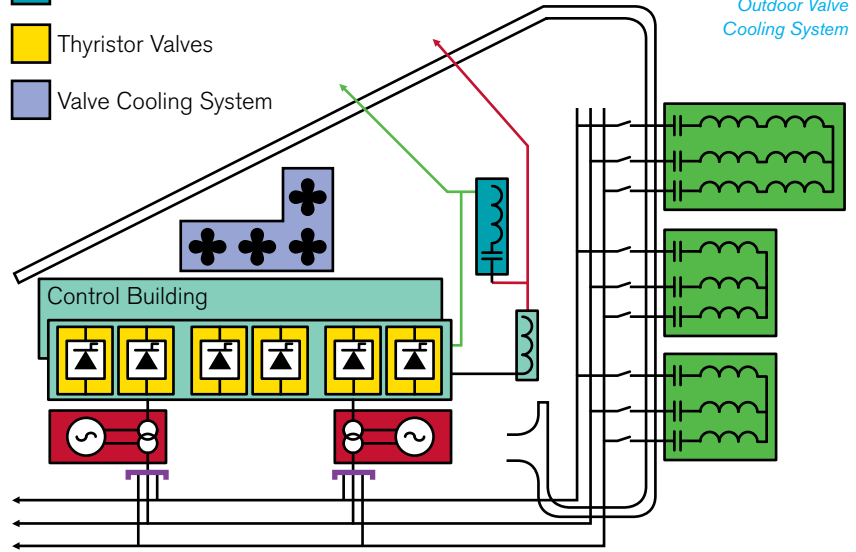 Outdoor Valve
Cooling System
Thyristor Valves
Valve Cooling System
Control Building